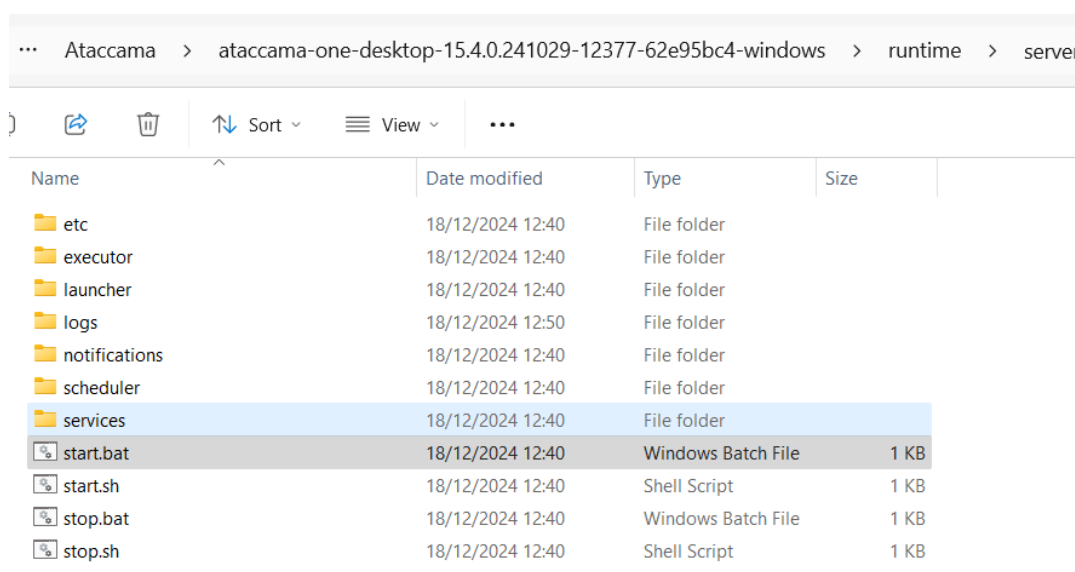 ... Ataccama > ataccama-one-desktop-15.4.0.241029-12377-62e95bc4-windows > runtime > server
Sort View ...
Name Date modified Type Size
etc 18/12/2024 12:40 File folder
executor 18/12/2024 12:40 File folder
launcher 18/12/2024 12:40 File folder
logs 18/12/2024 12:50 File folder
notifications 18/12/2024 12:40 File folder
scheduler 18/12/2024 12:40 File folder
services 18/12/2024 12:40 File folder
start.bat 18/12/2024 12:40 Windows Batch File 1 KB
start.sh 18/12/2024 12:40 Shell Script 1 KB
stop.bat 18/12/2024 12:40 Windows Batch File 1 KB
stop.sh 18/12/2024 12:40 Shell Script 1 KB